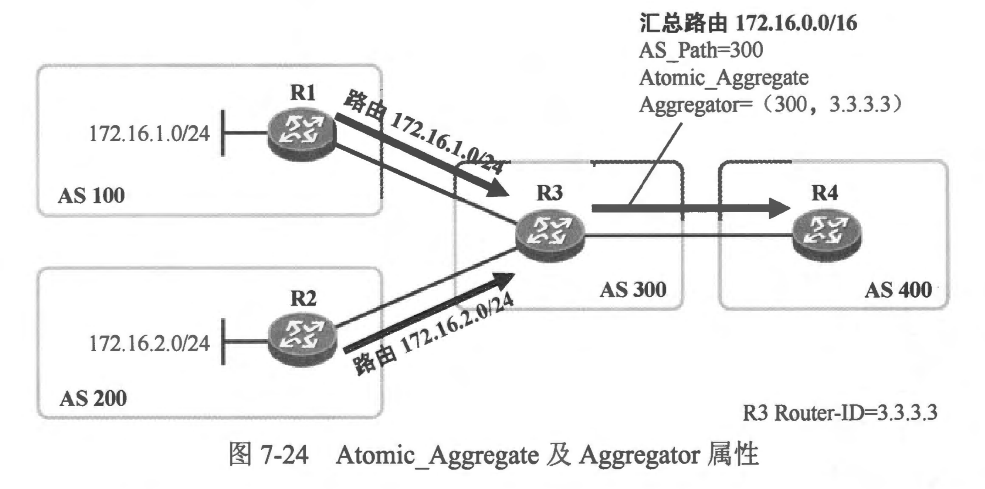 汇总路由 172.16.0.0/16
AS_Path=300
Atomic_Aggregate
Aggregator=（300，3.3.3.3）
R1
路由 172.16.1.0/24
172.16.1.0/24
AS 100
R3
R4
AS 300
AS 400
R2
路由 172.16.2.0/24
172.16.2.0/24
AS 200
R3 Router-ID=3.3.3.3
图 7-24 Atomic_Aggregate 及 Aggregator 属性